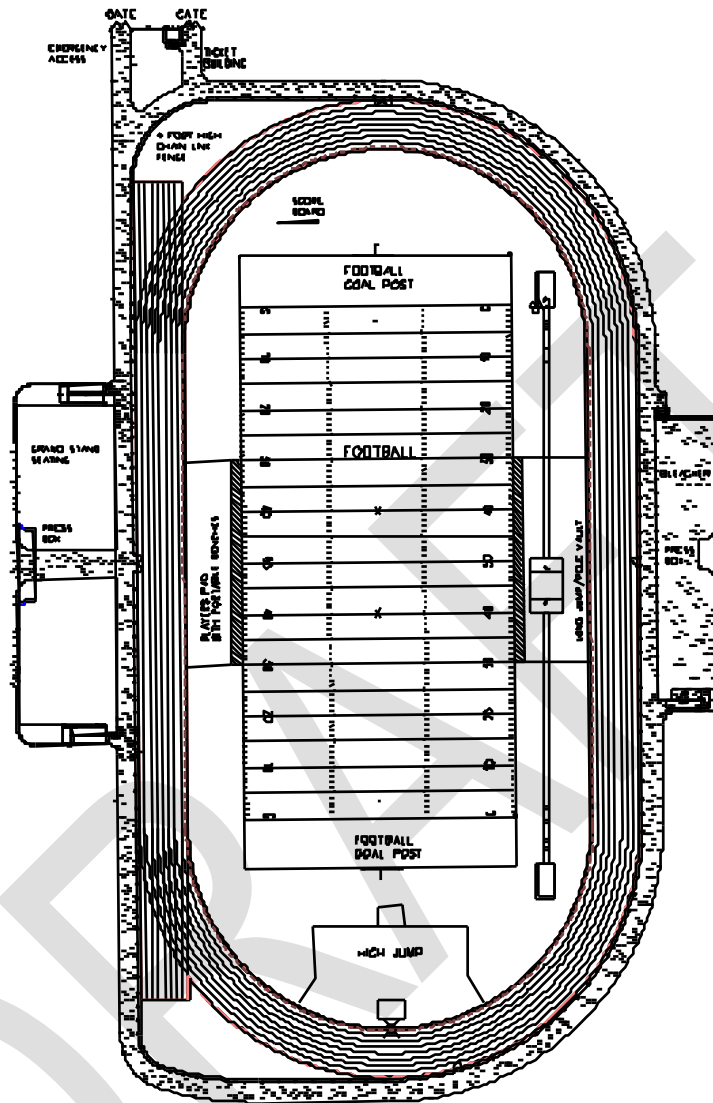 GATE GATE
EMERGENCY
ACCESS
TICKET
BUILDING
4 FOOT HIGH
CHAIN LINK
FENCE
SCORE
BOARD
FOOTBALL
GOAL POST
FOOTBALL
GRAND STAND
SEATING
PRESS
BOX
PLAYERS PAD
WITH PORTABLE BENCHES
LONG JUMP/POLE VAULT
BLEACHER
PRESS
BOX
FOOTBALL
GOAL POST
HIGH JUMP
DRAFT